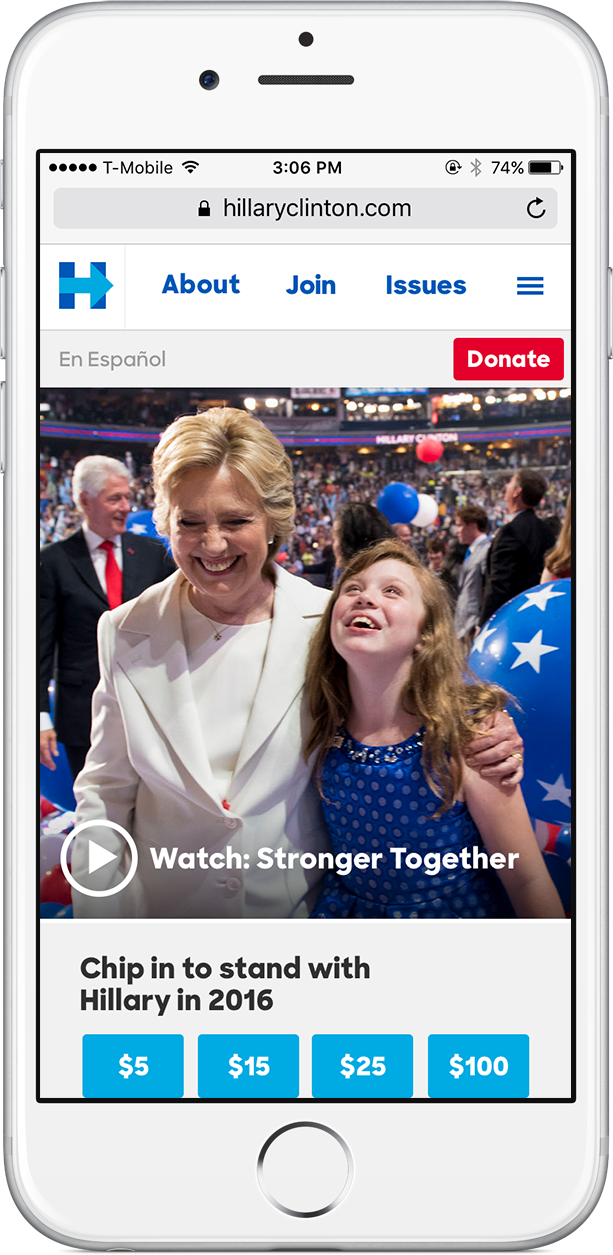 T-Mobile 3:06 PM 74%
hillaryclinton.com
About Join Issues
En Español Donate
HILLARY CLINTON
Watch: Stronger Together
Chip in to stand with
Hillary in 2016
$5 $15 $25 $100